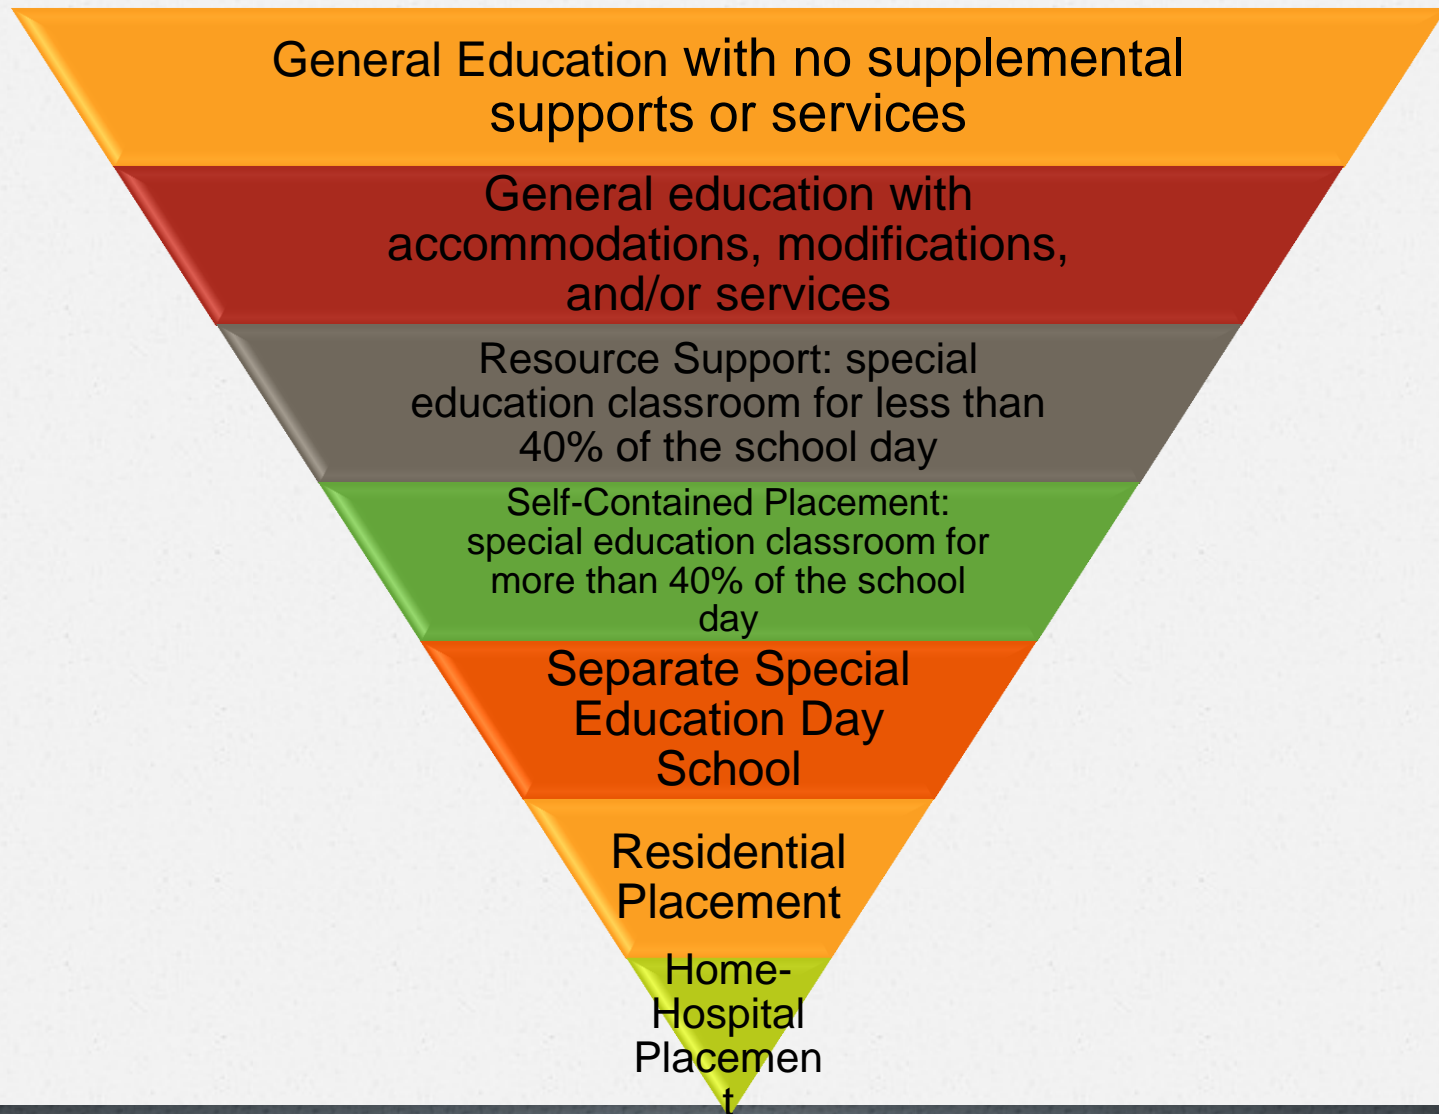 General Education with no supplemental
supports or services
General education with
accommodations, modifications,
and/or services
Resource Support: special
education classroom for less than
40% of the school day
Self-Contained Placement:
special education classroom for
more than 40% of the school
day
Separate Special
Education Day
School
Residential
Placement
Home-
Hospital
Placemen
t